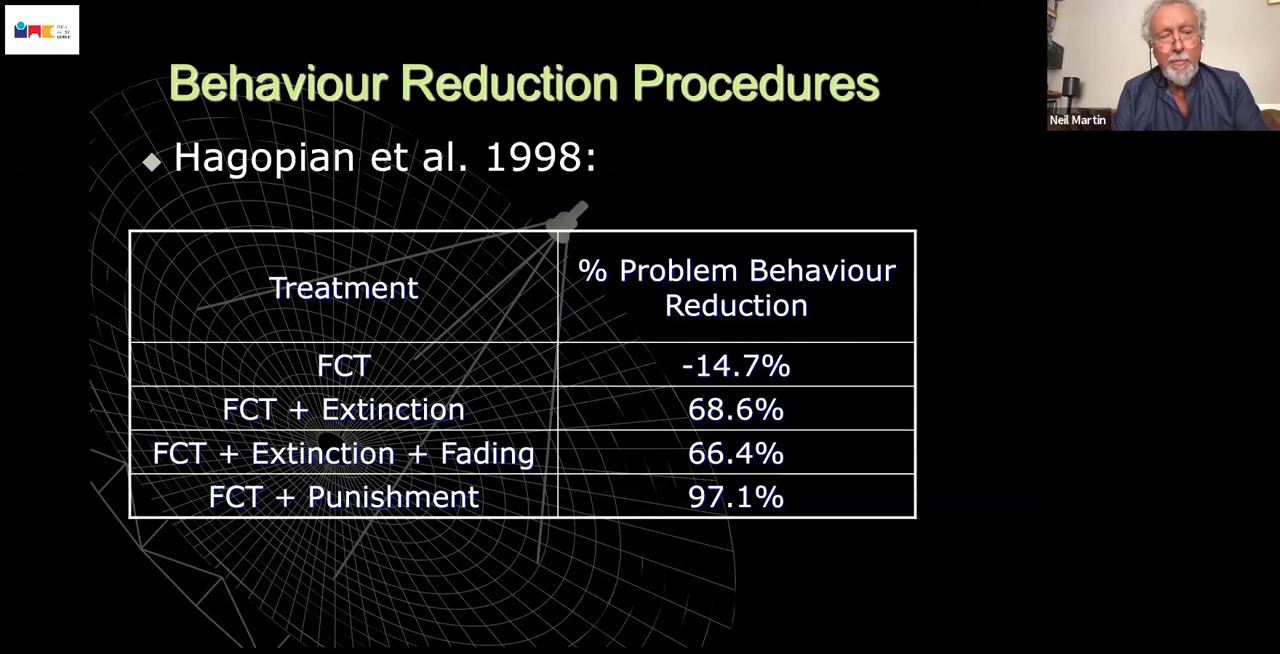 Behaviour Reduction Procedures
Neil Martin
Hagopian et al. 1998:
Treatment
% Problem Behaviour
Reduction
FCT
-14.7%
FCT + Extinction
68.6%
FCT + Extinction + Fading
66.4%
FCT + Punishment
97.1%